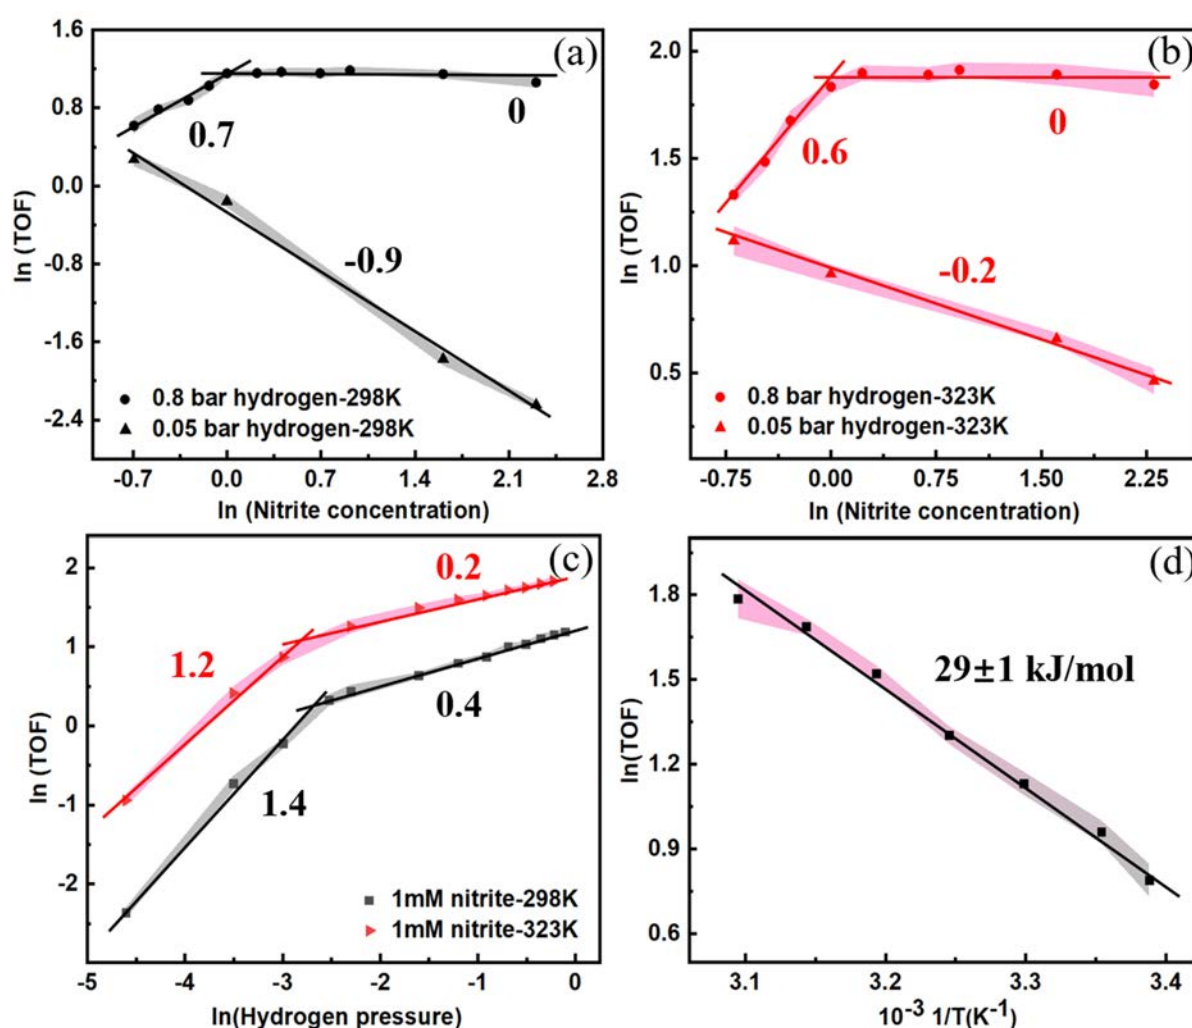 (a)
1.6
0.8
0.0
-0.8
-1.6
-2.4
ln (TOF)
0.7
0
-0.9
0.8 bar hydrogen-298K
0.05 bar hydrogen-298K
-0.7 0.0 0.7 1.4 2.1 2.8
ln (Nitrite concentration)
(b)
2.0
1.5
1.0
0.5
ln (TOF)
0.6
0
-0.2
0.8 bar hydrogen-323K
0.05 bar hydrogen-323K
-0.75 0.00 0.75 1.50 2.25
ln (Nitrite concentration)
(c)
2
1
0
-1
-2
ln (TOF)
0.2
1.2
0.4
1.4
1mM nitrite-298K
1mM nitrite-323K
-5 -4 -3 -2 -1 0
ln(Hydrogen pressure)
(d)
1.8
1.5
1.2
0.9
0.6
ln(TOF)
29±1 kJ/mol
3.1 3.2 3.3 3.4
10⁻³ 1/T(K⁻¹)